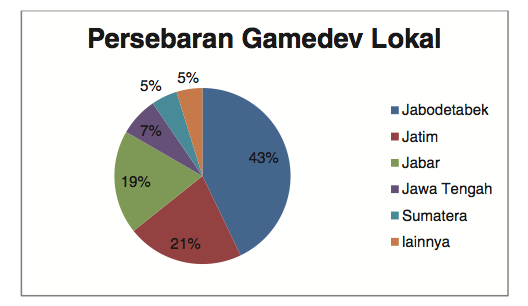 Persebaran Gamedev Lokal
5%
5%
7%
43%
19%
21%
Jabodetabek
Jatim
Jabar
Jawa Tengah
Sumatera
lainnya